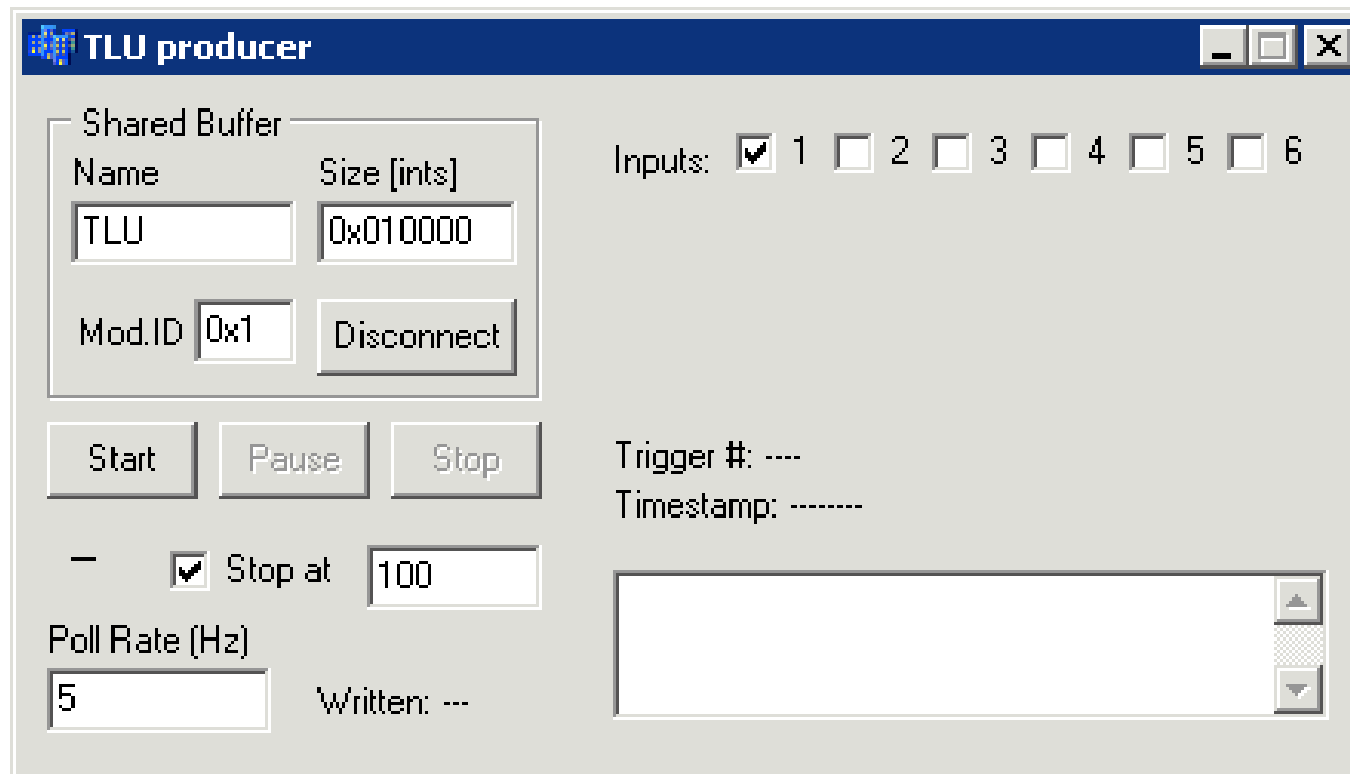 TLU producer
Shared Buffer
Name Size [ints]
TLU 0x010000
Mod.ID 0x1 Disconnect
Inputs: 1 2 3 4 5 6
Start Pause Stop
Trigger #: ----
Timestamp: --------
– Stop at 100
Poll Rate (Hz)
5 Written: ---